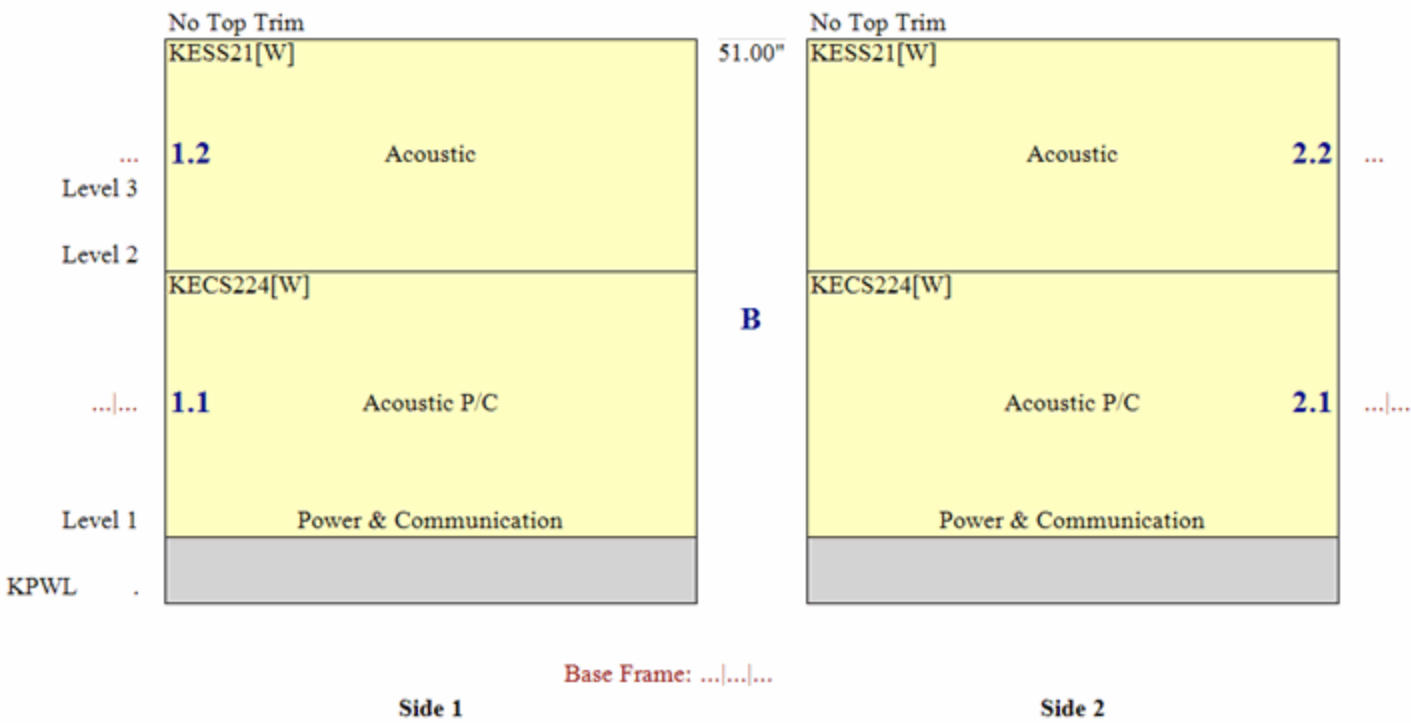 No Top Trim
No Top Trim
KESS21[W]
51.00"
KESS21[W]
... 1.2 Acoustic
Acoustic 2.2 ...
Level 3
Level 2
KECS224[W]
KECS224[W]
B
...|... 1.1 Acoustic P/C
Acoustic P/C 2.1 ...|...
Level 1 Power & Communication
Power & Communication
KPWL .
Base Frame: ...|...|...
Side 1
Side 2